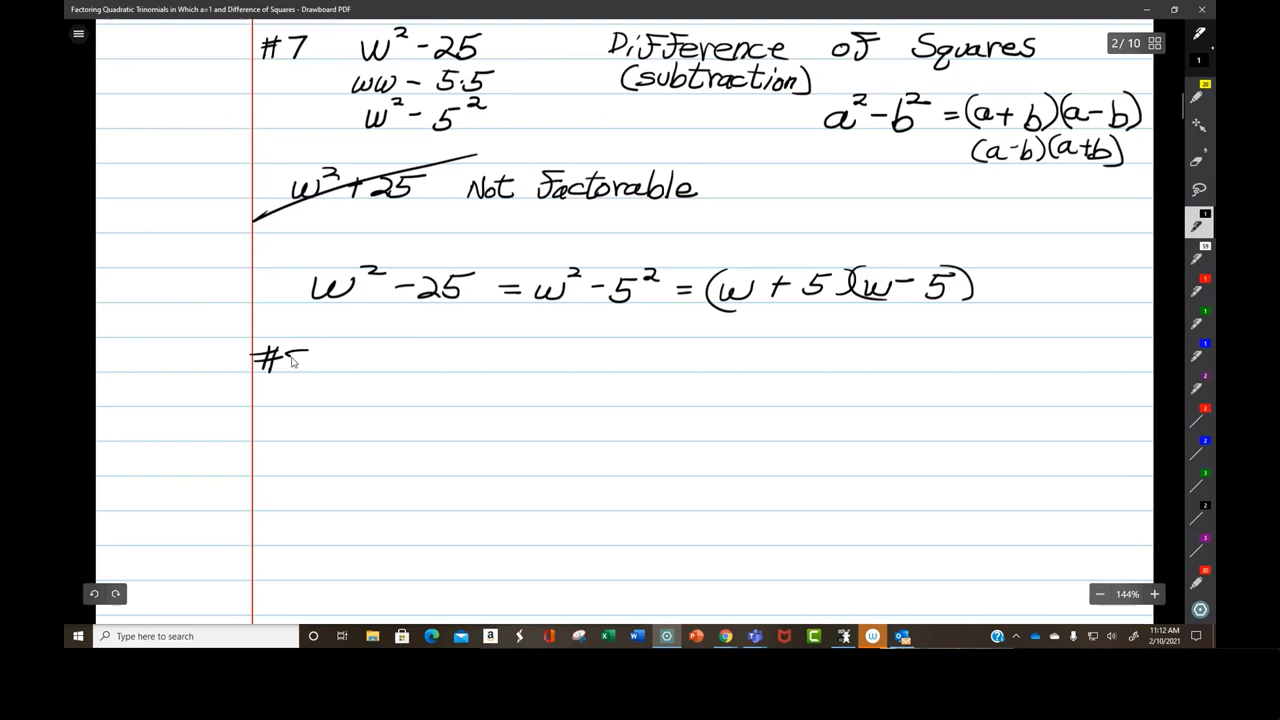 Factoring Quadratic Trinomials in Which a=1 and Difference of Squares - Drawboard PDF
2 / 10
#7 w² - 25 Difference of Squares
ww - 5.5 (subtraction)
w² - 5² a² - b² = (a + b)(a - b)
(a-b)(a+b)
w² + 25 Not Factorable
w² - 25 = w² - 5² = (w + 5)(w - 5)
#
144%
Type here to search
11:12 AM
2/10/2021